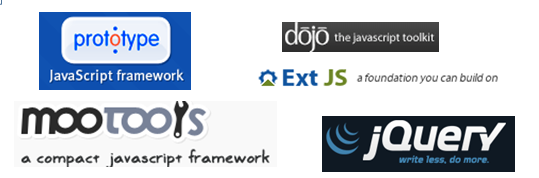 prototype
JavaScript framework
dōjō the javascript toolkit
Ext JS a foundation you can build on
mootools
a compact javascript framework
jQuery
write less, do more.